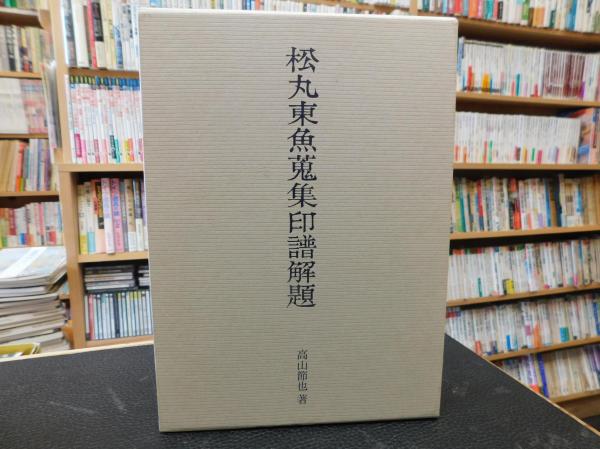 松丸東魚蒐集印譜解題
高山節也 著